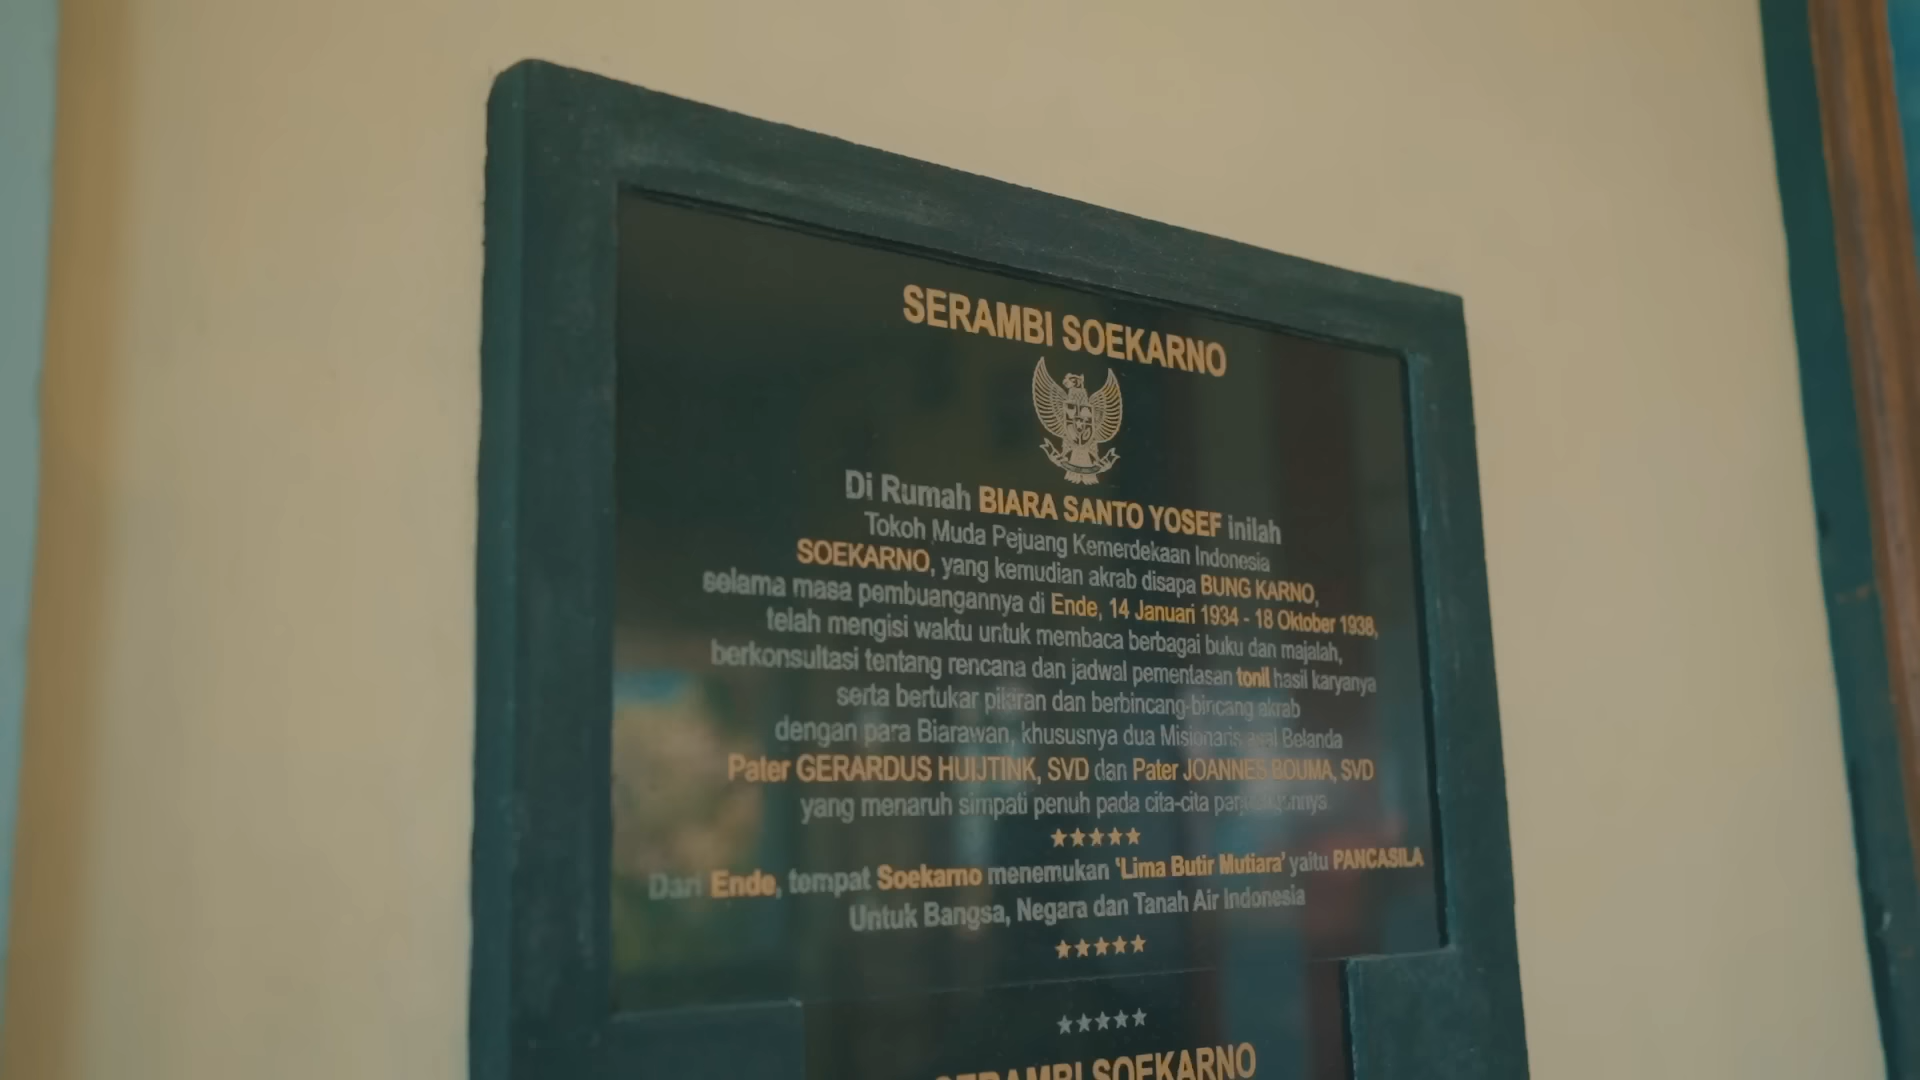 SERAMBI SOEKARNO
Di Rumah BIARA SANTO YOSEF inilah
Tokoh Muda Pejuang Kemerdekaan Indonesia
SOEKARNO, yang kemudian akrab disapa BUNG KARNO,
selama masa pembuangannya di Ende, 14 Januari 1934 - 18 Oktober 1938,
telah mengisi waktu untuk membaca berbagai buku dan majalah,
berkonsultasi tentang rencana dan jadwal pementasan tonil hasil karyanya
serta bertukar pikiran dan berbincang-bincang akrab
dengan para Biarawan, khususnya dua Misionaris asal Belanda
Pater GERARDUS HUIJTINK, SVD dan Pater JOANNES BOUMA, SVD
yang menaruh simpati penuh pada cita-cita
★★★★★
Dari Ende, tempat Soekarno menemukan 'Lima Butir Mutiara' yaitu PANCASILA
Untuk Bangsa, Negara dan Tanah Air Indonesia
★★★★★
★★★★★
SERAMBI SOEKARNO